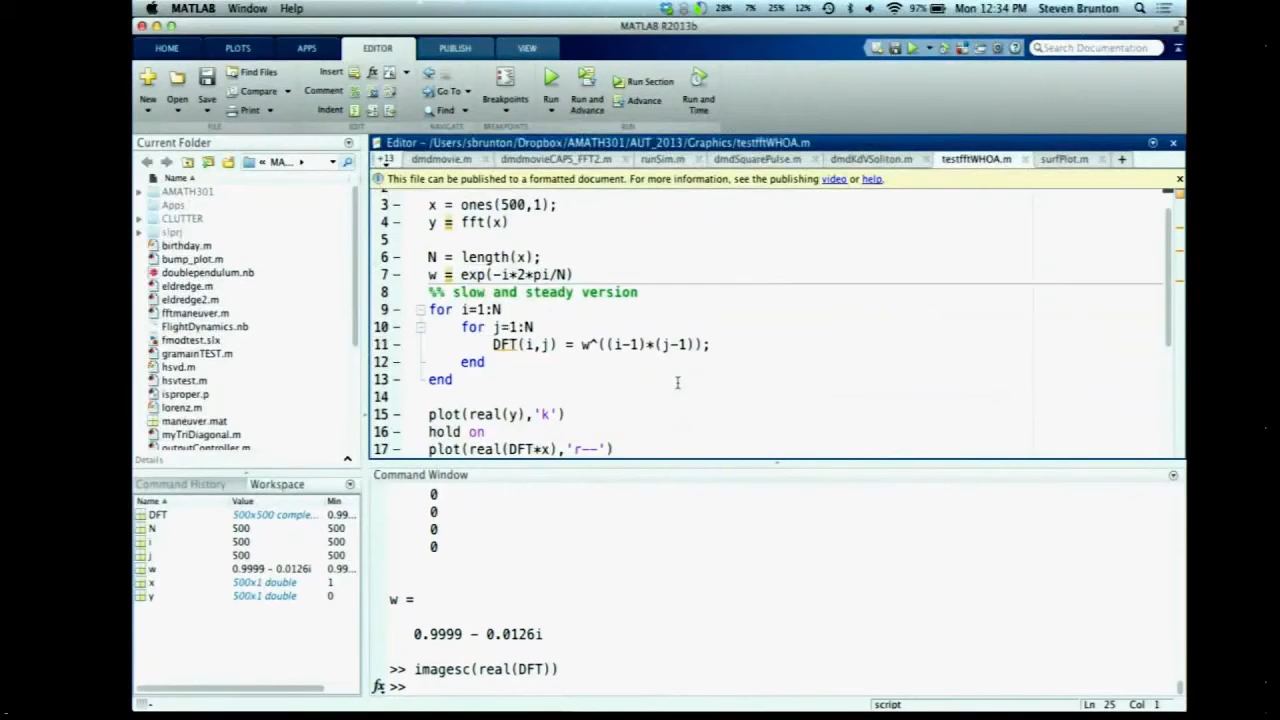 MATLAB Window Help 28% 7% 25% 12% 97% Mon 12:34 PM Steven Brunton
MATLAB R2013b
HOME PLOTS APPS EDITOR PUBLISH VIEW Search Documentation
New Open Save Find Files Compare Print Insert Comment Indent Go To Find Breakpoints Run Run and Advance Run Section Advance Run and Time
FILE EDIT NAVIGATE BREAKPOINTS RUN
Current Folder
Editor - /Users/sbrunton/Dropbox/AMATH301/AUT_2013/Graphics/testfftWHOA.m
« MA...
+13 dmdmovie.m dmdmovieCAPS_FFT2.m runSim.m dmdSquarePulse.m dmdKdVSoliton.m testfftWHOA.m surfPlot.m +
This file can be published to a formatted document. For more information, see the publishing video or help.
Name
AMATH301
Apps
CLUTTER
slprj
birthday.m
bump_plot.m
doublependulum.nb
eldredge.m
eldredge2.m
fftmaneuver.m
FlightDynamics.nb
fmodtest.slx
gramainTEST.m
hsvd.m
hsvtest.m
isproper.p
lorenz.m
maneuver.mat
myTriDiagonal.m
outputController.m
Details
3 – x = ones(500,1);
4 – y = fft(x)
5
6 – N = length(x);
7 – w = exp(-i*2*pi/N)
8 %% slow and steady version
9 – for i=1:N
10 – for j=1:N
11 – DFT(i,j) = w^((i-1)*(j-1));
12 – end
13 – end
14
15 – plot(real(y),'k')
16 – hold on
17 – plot(real(DFT*x),'r--')
Command History Workspace
Name Value Min
DFT 500x500 comple... 0.99...
N 500 500
i 500 500
j 500 500
w 0.9999 - 0.0126i 0.99...
x 500x1 double 1
y 500x1 double 0
Command Window
0
0
0
0
w =
0.9999 - 0.0126i
>> imagesc(real(DFT))
fx >>
script Ln 25 Col 1